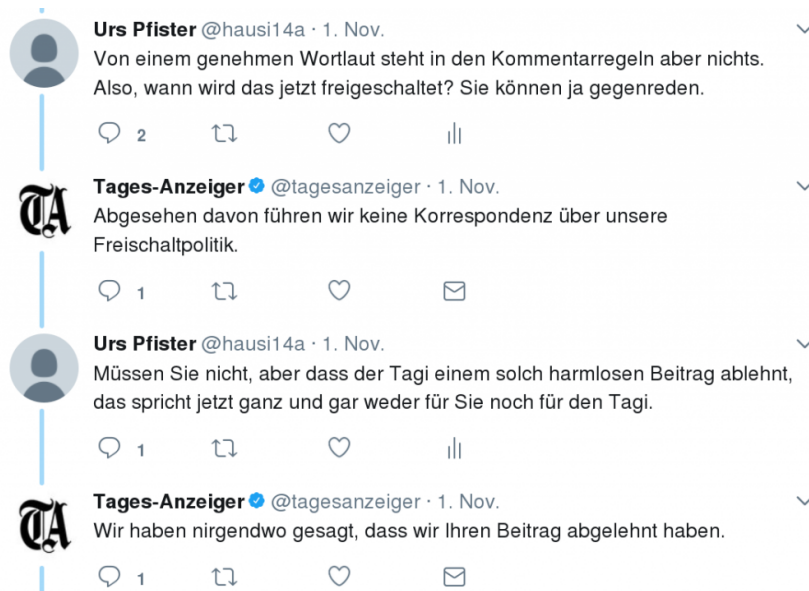 Urs Pfister @hausi14a · 1. Nov.
Von einem genehmen Wortlaut steht in den Kommentarregeln aber nichts.
Also, wann wird das jetzt freigeschaltet? Sie können ja gegenreden.
2
TA
Tages-Anzeiger @tagesanzeiger · 1. Nov.
Abgesehen davon führen wir keine Korrespondenz über unsere
Freischaltpolitik.
1
Urs Pfister @hausi14a · 1. Nov.
Müssen Sie nicht, aber dass der Tagi einem solch harmlosen Beitrag ablehnt,
das spricht jetzt ganz und gar weder für Sie noch für den Tagi.
1
TA
Tages-Anzeiger @tagesanzeiger · 1. Nov.
Wir haben nirgendwo gesagt, dass wir Ihren Beitrag abgelehnt haben.
1